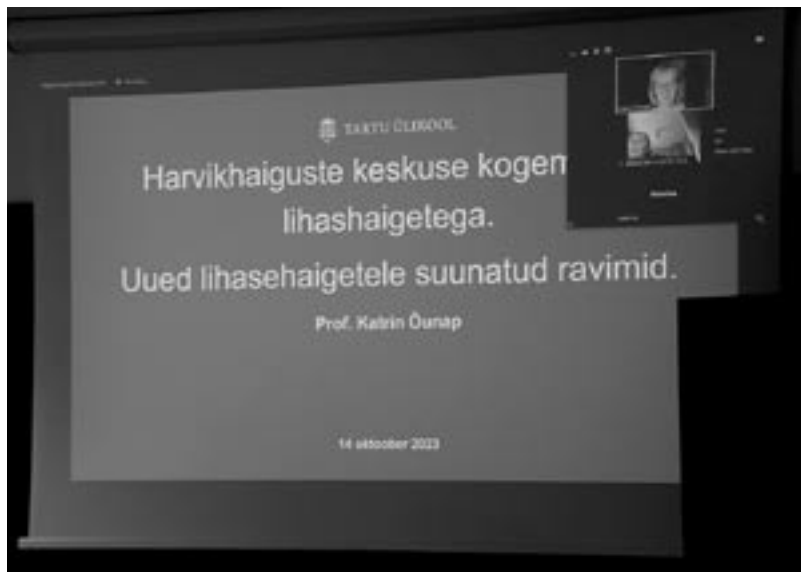 TARTU ÜLIKOOL
Harvikhaiguste keskuse kogem
lihashaigetega.
Uued lihasehaigetele suunatud ravimid.
Prof. Katrin Õunap
14 oktoober 2023